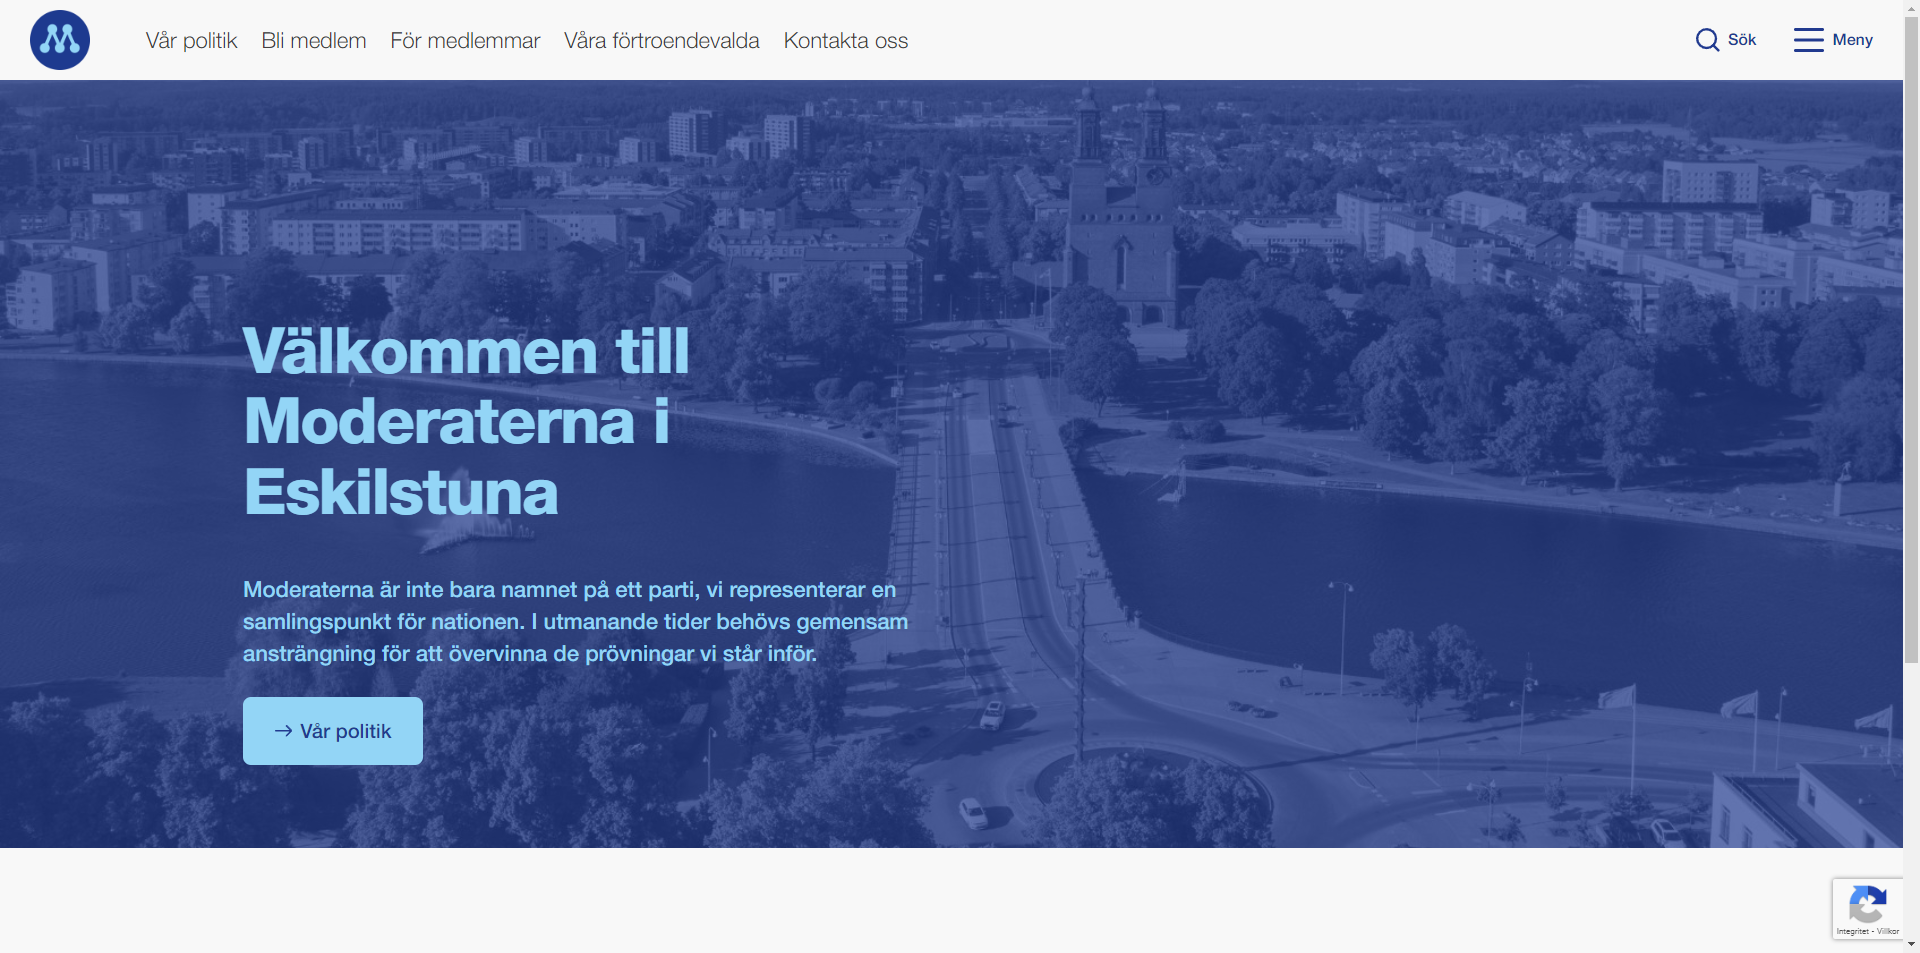 Vår politik Bli medlem För medlemmar Våra förtroendevalda Kontakta oss Sök Meny
Välkommen till
Moderaterna i
Eskilstuna
Moderaterna är inte bara namnet på ett parti, vi representerar en
samlingspunkt för nationen. I utmanande tider behövs gemensam
ansträngning för att övervinna de prövningar vi står inför.
→ Vår politik
Integritet - Villkor